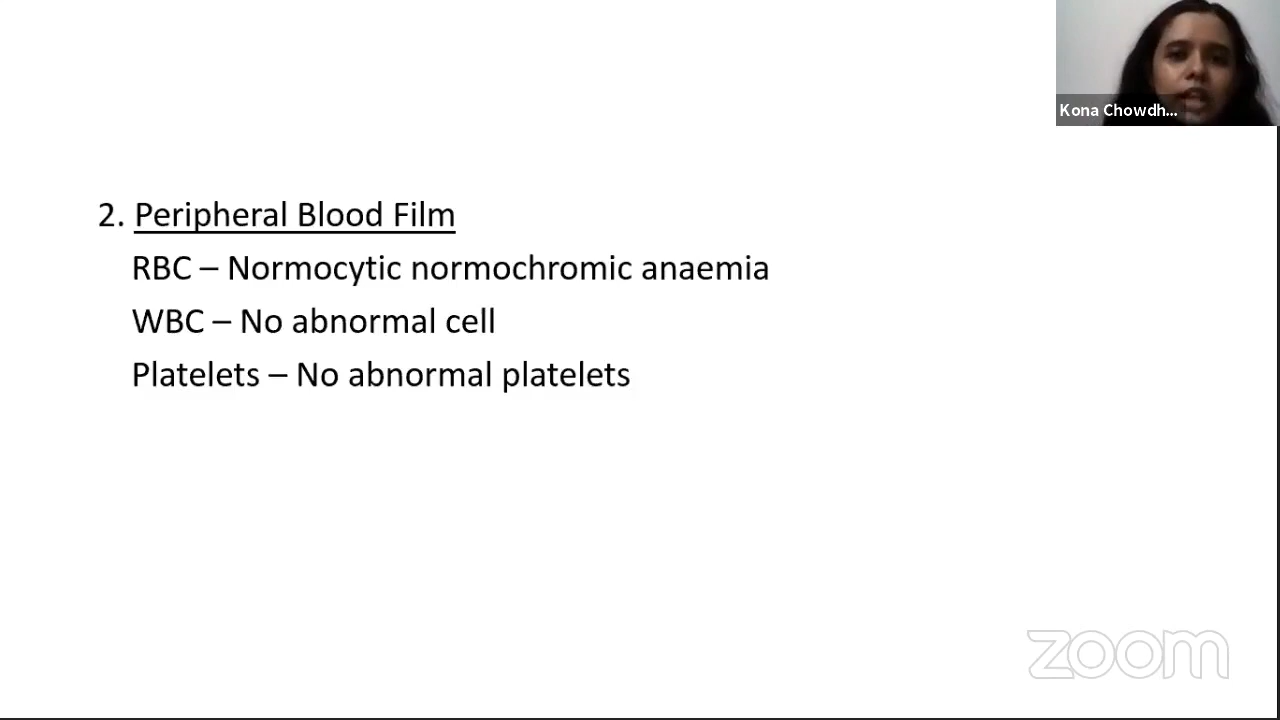 Kona Chowdh...
2. Peripheral Blood Film
RBC – Normocytic normochromic anaemia
WBC – No abnormal cell
Platelets – No abnormal platelets
zoom